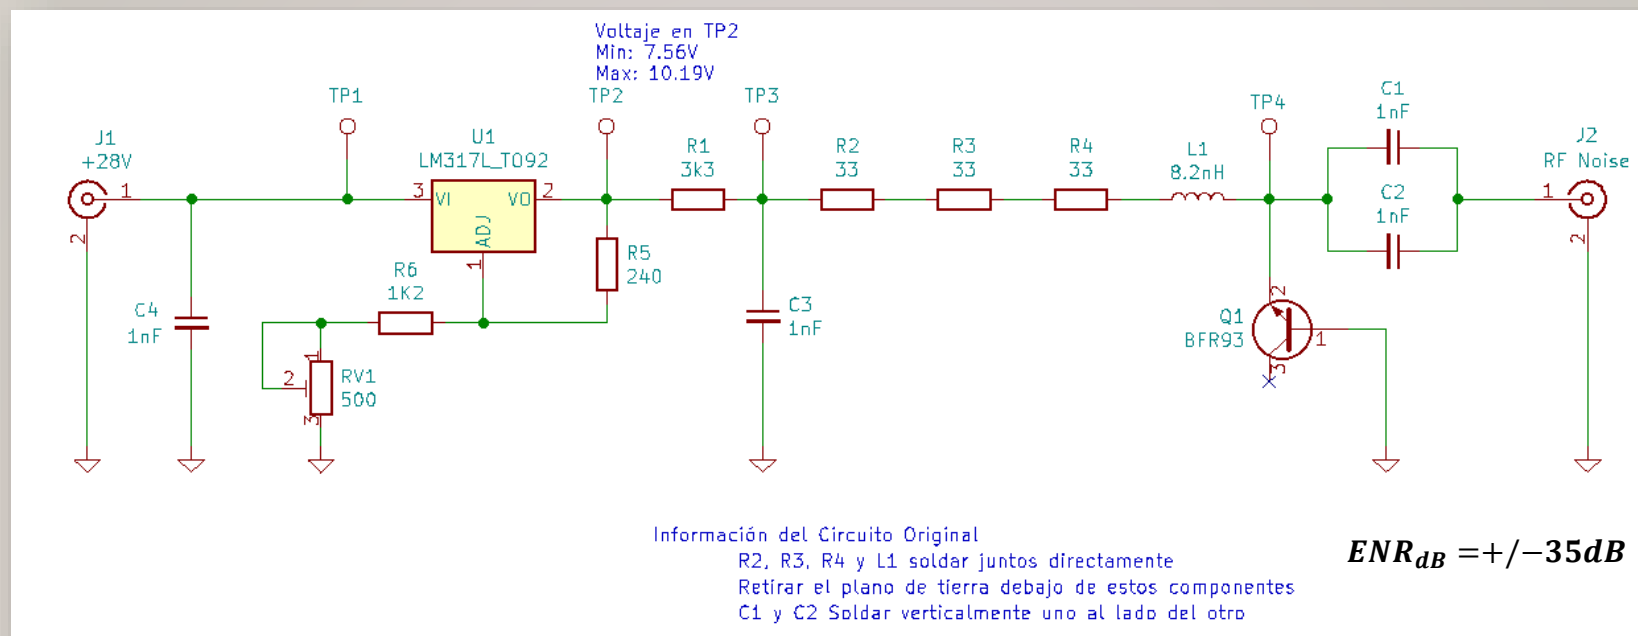 Voltaje en TP2
Min: 7.56V
Max: 10.19V
TP1
TP2
TP3
TP4
C1
1nF
J1
+28V
U1
LM317L_TO92
R1
3k3
R2
33
R3
33
R4
33
L1
8.2nH
J2
RF Noise
1
3
VI
VO
2
1
C2
1nF
2
ADJ
1
R5
240
2
R6
1K2
C4
1nF
C3
1nF
2
Q1
BFR93
1
3
1
2
RV1
500
3
Información del Circuito Original
R2, R3, R4 y L1 soldar juntos directamente
Retirar el plano de tierra debajo de estos componentes
C1 y C2 Soldar verticalmente uno al lado del otro
ENR dB =+/−35dB